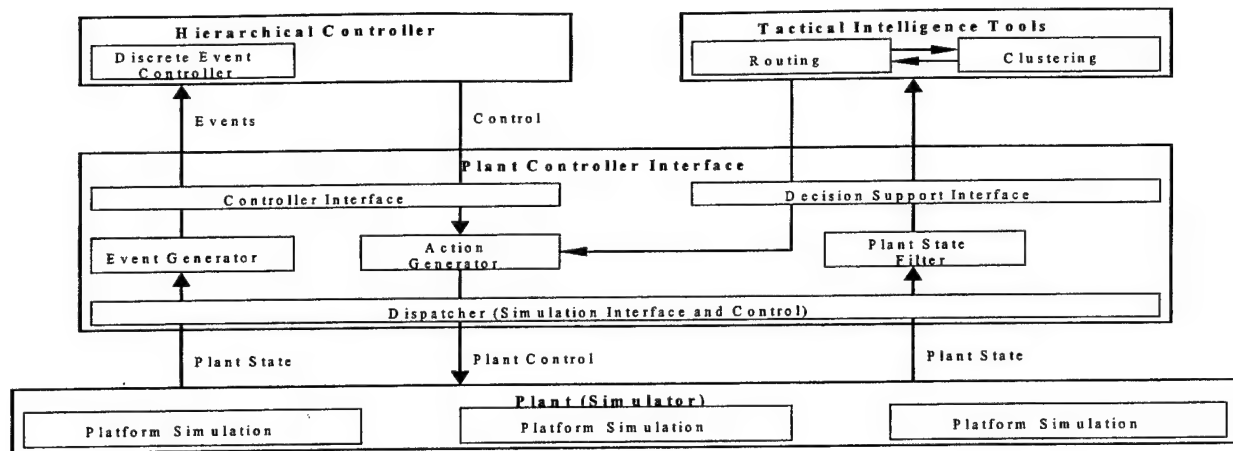 Hierarchical Controller
Discrete Event
Controller
Tactical Intelligence Tools
Routing
Clustering
Events
Control
Plant Controller Interface
Controller Interface
Decision Support Interface
Event Generator
Action
Generator
Plant State
Filter
Dispatcher (Simulation Interface and Control)
Plant State
Plant Control
Plant State
Plant (Simulator)
Platform Simulation
Platform Simulation
Platform Simulation